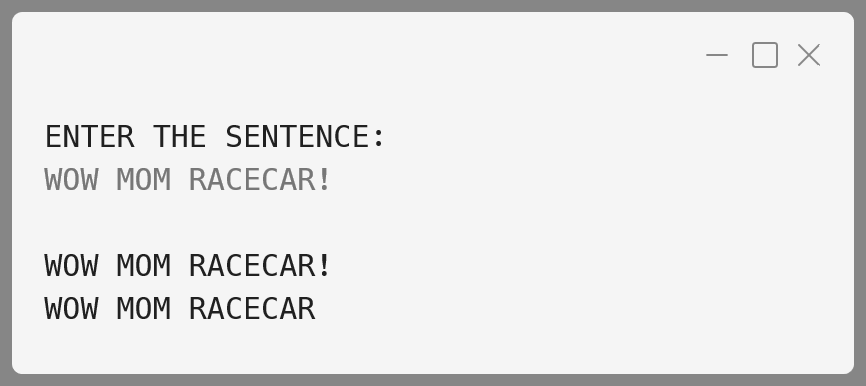 ENTER THE SENTENCE:
WOW MOM RACECAR!
WOW MOM RACECAR!
WOW MOM RACECAR